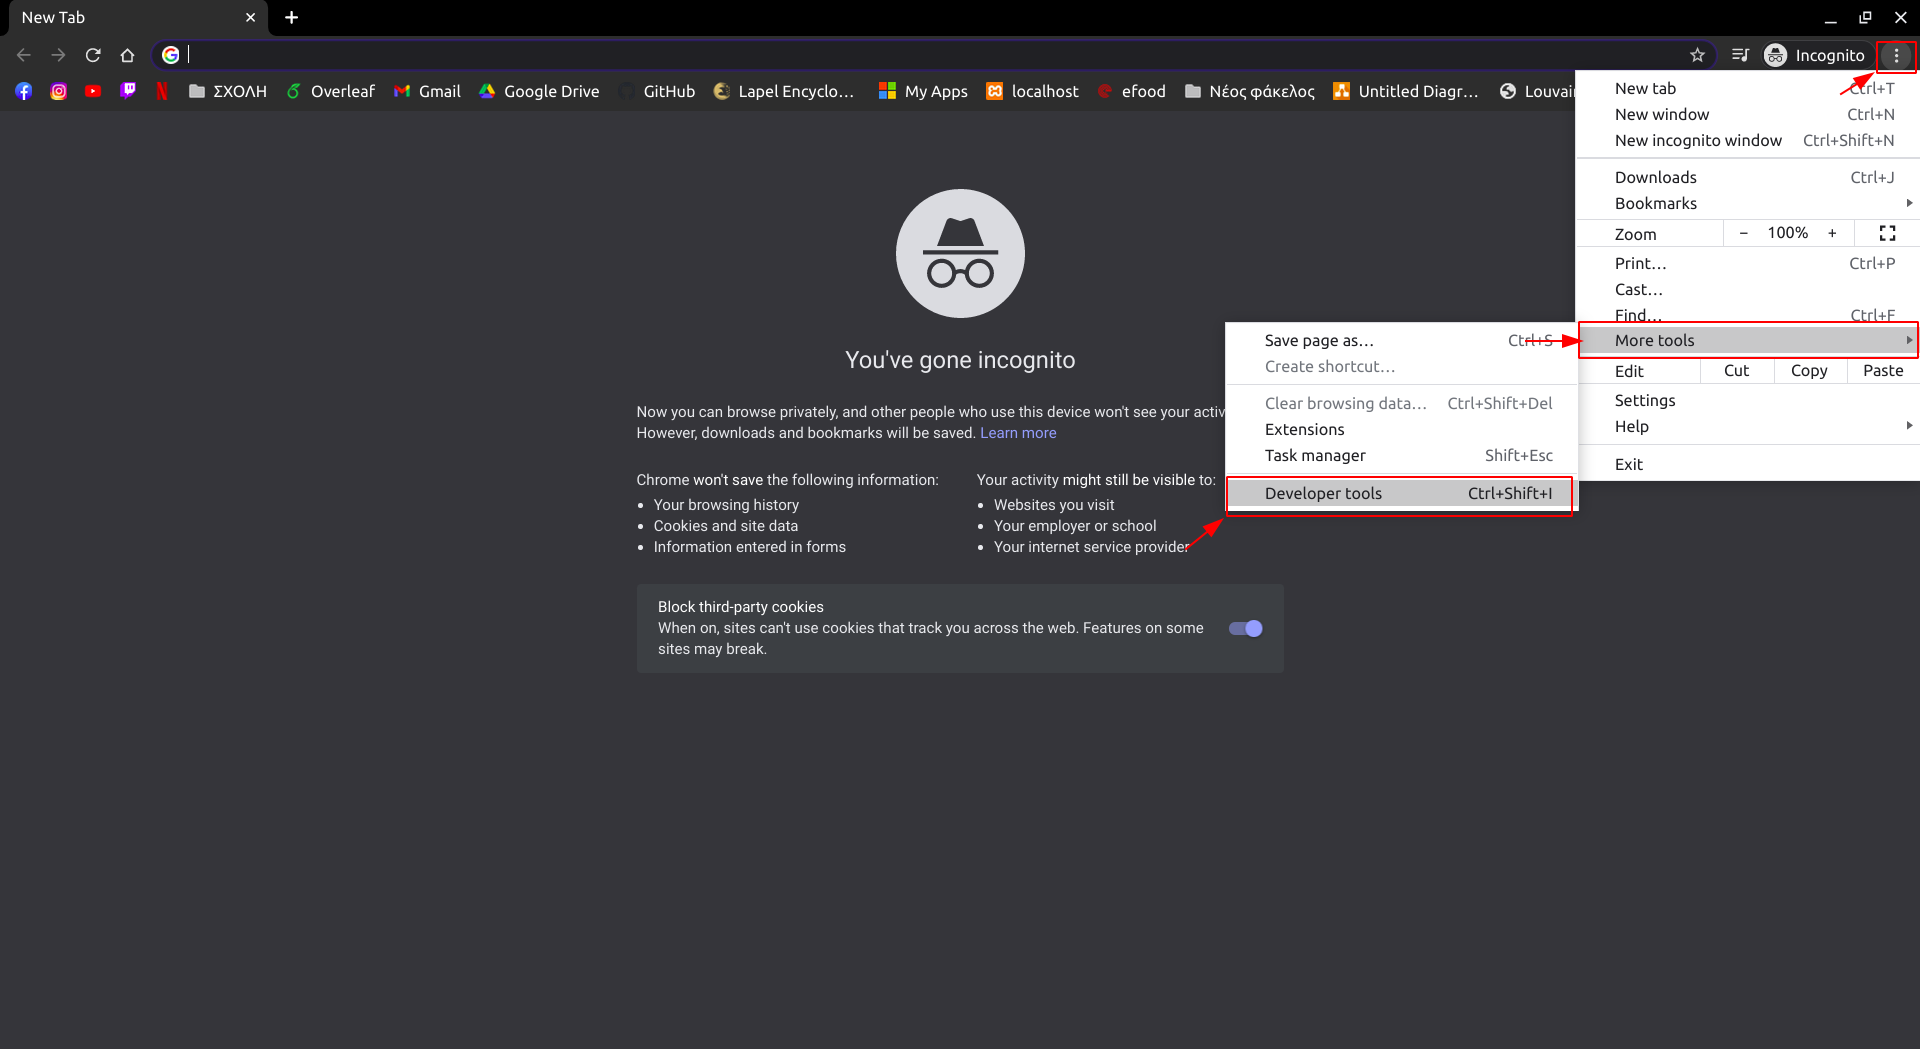 New Tab
Incognito
ΣΧΟΛΗ
Overleaf
Gmail
Google Drive
GitHub
Lapel Encyclo…
My Apps
localhost
efood
Νέος φάκελος
Untitled Diagr…
Louvain
New tab Ctrl+T
New window Ctrl+N
New incognito window Ctrl+Shift+N
Downloads Ctrl+J
Bookmarks
Zoom − 100% +
Print… Ctrl+P
Cast…
Find… Ctrl+F
More tools
Edit Cut Copy Paste
Settings
Help
Exit
Save page as… Ctrl+S
Create shortcut…
Clear browsing data… Ctrl+Shift+Del
Extensions
Task manager Shift+Esc
Developer tools Ctrl+Shift+I
You've gone incognito
Now you can browse privately, and other people who use this device won't see your activ
However, downloads and bookmarks will be saved. Learn more
Chrome won't save the following information:
• Your browsing history
• Cookies and site data
• Information entered in forms
Your activity might still be visible to:
• Websites you visit
• Your employer or school
• Your internet service provider
Block third-party cookies
When on, sites can't use cookies that track you across the web. Features on some
sites may break.